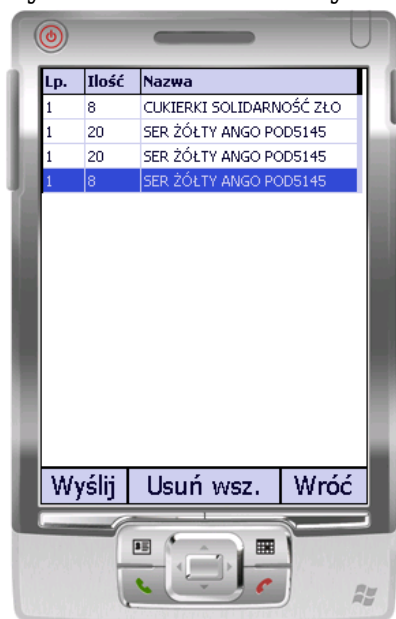 Lp. Ilość Nazwa
1 8 CUKIERKI SOLIDARNOŚĆ ZŁO
1 20 SER ŻÓŁTY ANGO POD5145
1 20 SER ŻÓŁTY ANGO POD5145
1 8 SER ŻÓŁTY ANGO POD5145
Wyślij Usuń wsz. Wróć